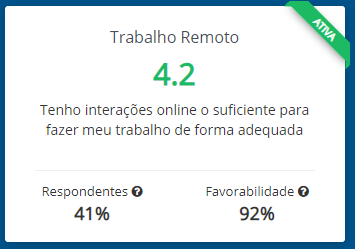 ATIVA
Trabalho Remoto
4.2
Tenho interações online o suficiente para
fazer meu trabalho de forma adequada
Respondentes ?
Favorabilidade ?
41%
92%